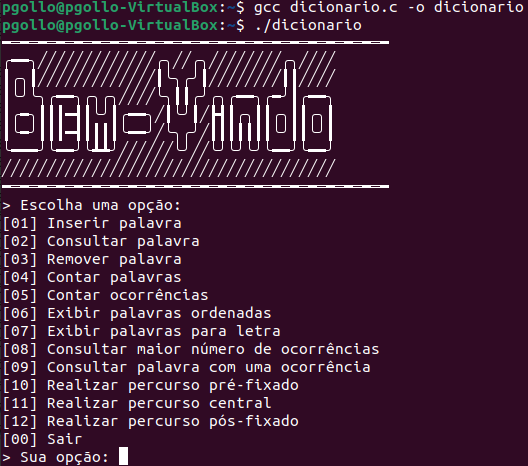 pgollo@pgollo-VirtualBox:~$ gcc dicionario.c -o dicionario
pgollo@pgollo-VirtualBox:~$ ./dicionario
> Escolha uma opção:
[01] Inserir palavra
[02] Consultar palavra
[03] Remover palavra
[04] Contar palavras
[05] Contar ocorrências
[06] Exibir palavras ordenadas
[07] Exibir palavras para letra
[08] Consultar maior número de ocorrências
[09] Consultar palavra com uma ocorrência
[10] Realizar percurso pré-fixado
[11] Realizar percurso central
[12] Realizar percurso pós-fixado
[00] Sair
> Sua opção: